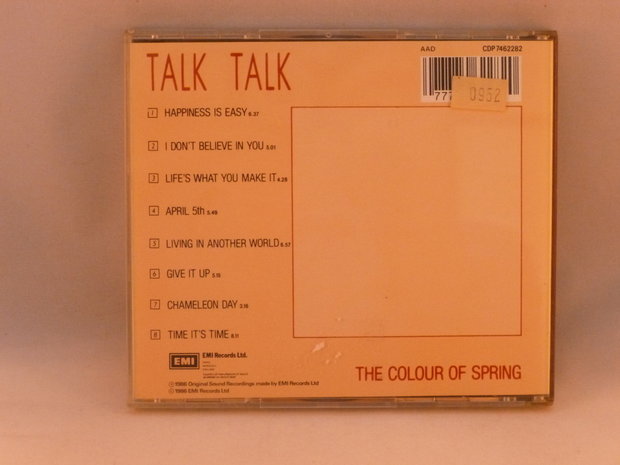 AAD CDP 7462282
TALK TALK
777
0952
1 HAPPINESS IS EASY 6.37
2 I DON'T BELIEVE IN YOU 5.01
3 LIFE'S WHAT YOU MAKE IT 4.28
4 APRIL 5th 5.49
5 LIVING IN ANOTHER WORLD 6.57
6 GIVE IT UP 5.15
7 CHAMELEON DAY 3.16
8 TIME IT'S TIME 8.11
EMI EMI Records Ltd.
THE COLOUR OF SPRING
Ⓟ 1986 Original Sound Recordings made by EMI Records Ltd
© 1986 EMI Records Ltd